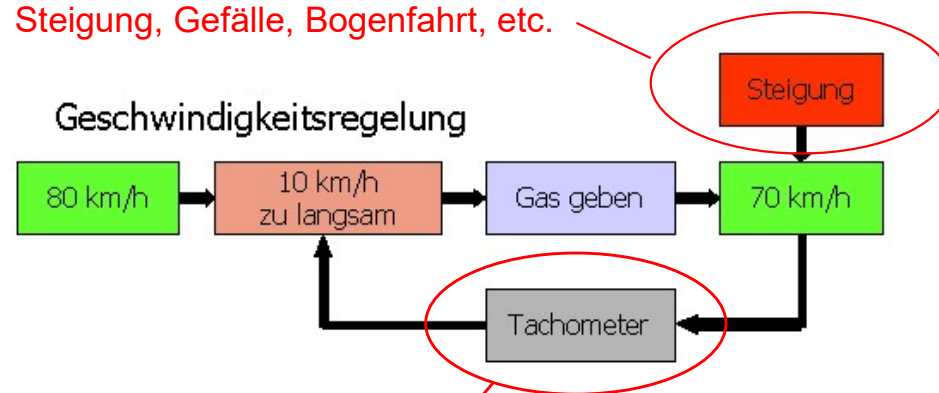 Steigung, Gefälle, Bogenfahrt, etc.
Steigung
Geschwindigkeitsregelung
80 km/h
10 km/h
zu langsam
Gas geben
70 km/h
Tachometer